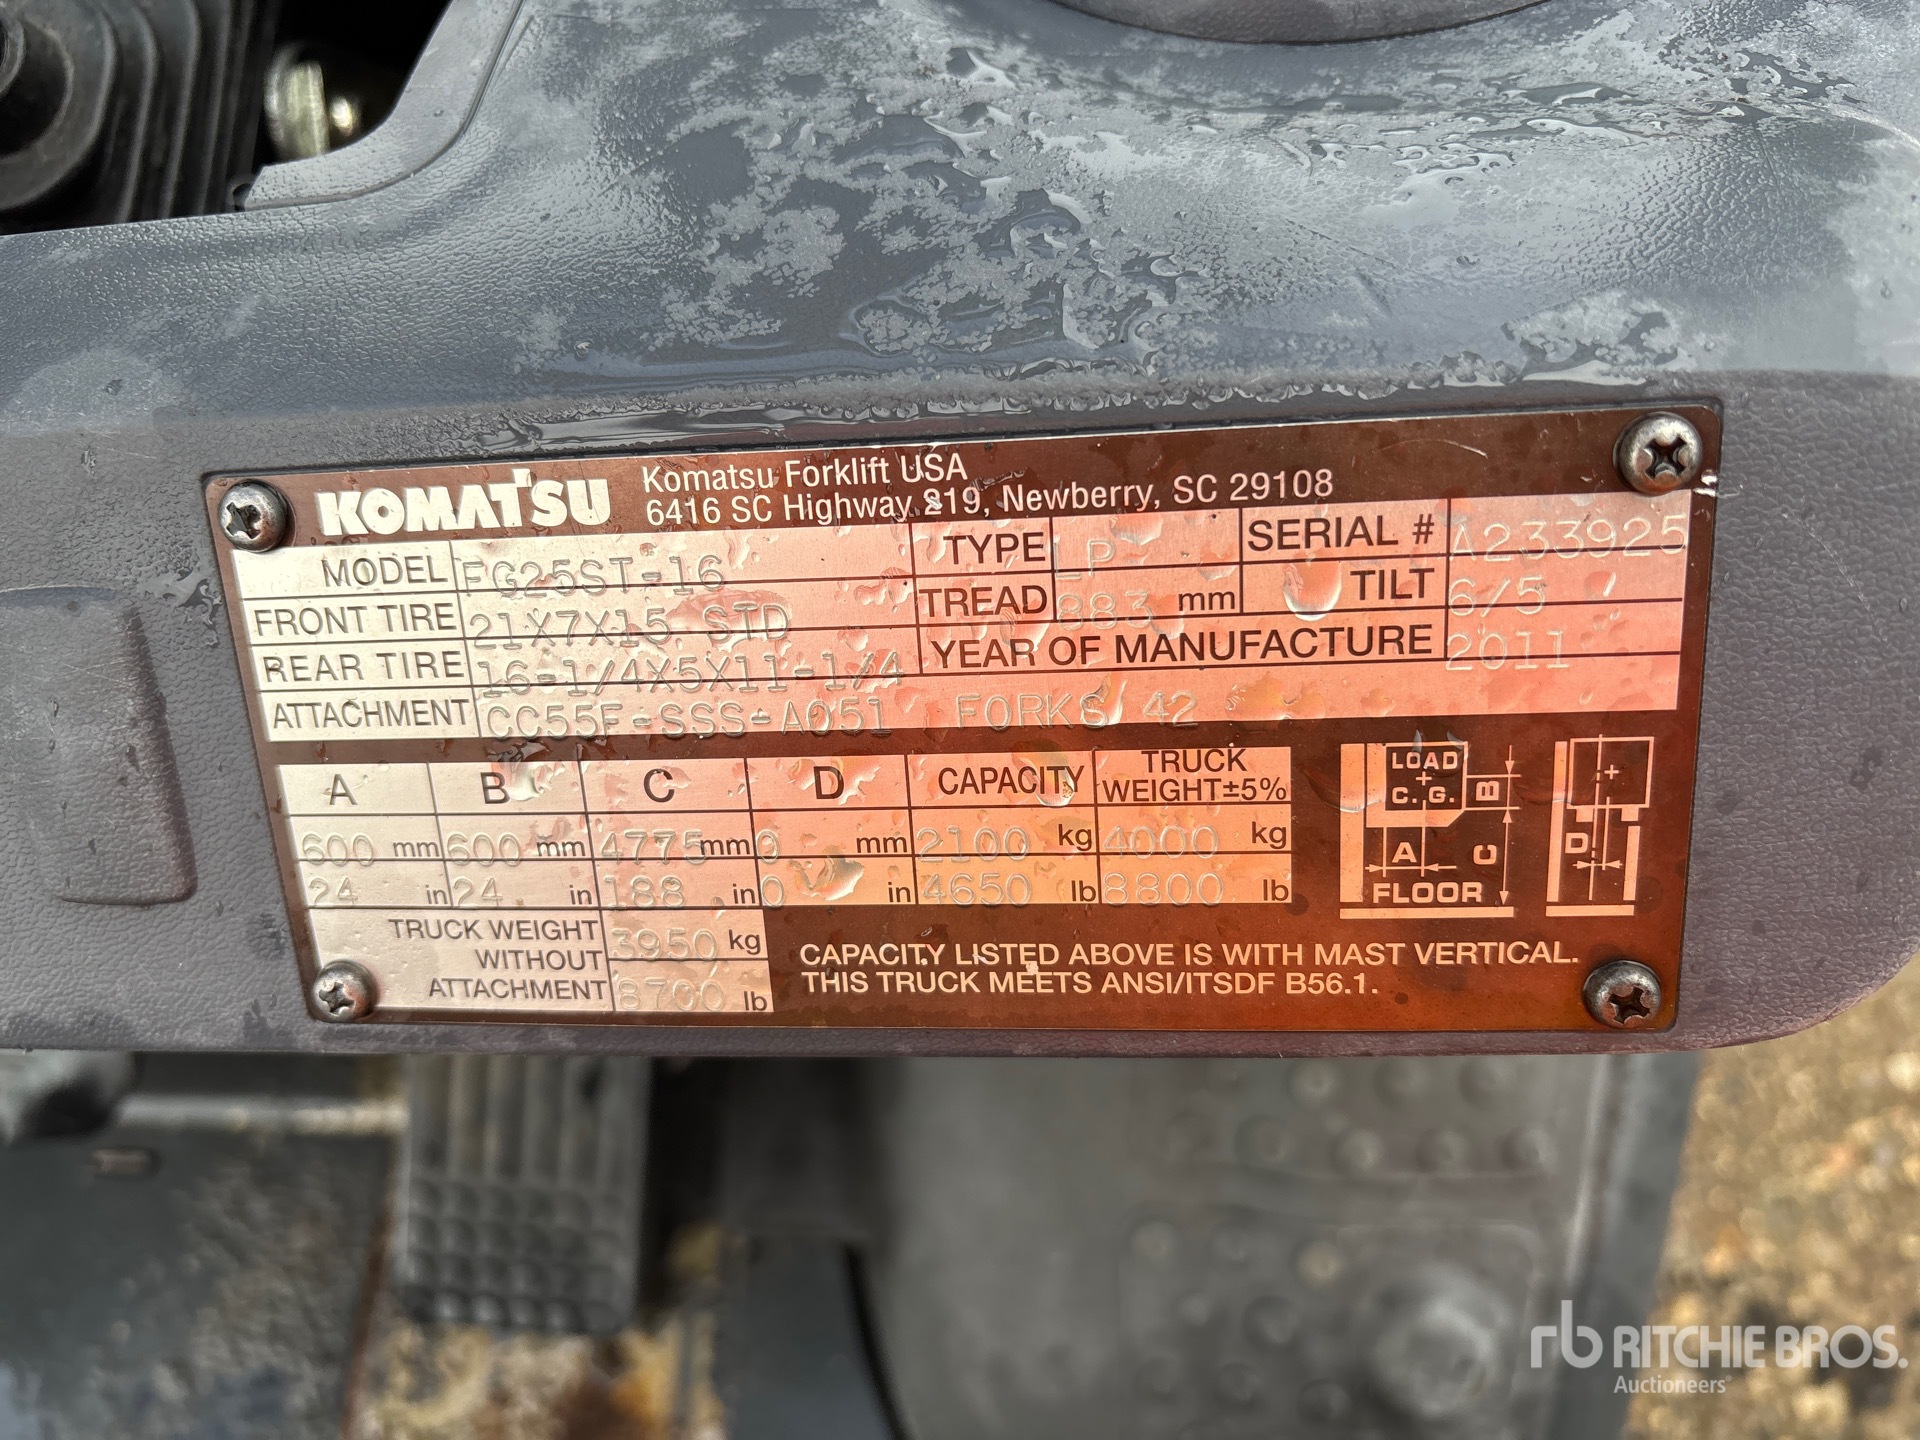 KOMATSU Komatsu Forklift USA
6416 SC Highway 219, Newberry, SC 29108
MODEL FG25ST-16 TYPE LP SERIAL # A233925
FRONT TIRE 21X7X15 STD TREAD 883 mm TILT 6/5
REAR TIRE 16-1/4X5X11-1/4 YEAR OF MANUFACTURE 2011
ATTACHMENT CC55F-SSS-A051 FORKS 42
A B C D CAPACITY TRUCK WEIGHT±5%
600 mm 600 mm 4775 mm 0 mm 2100 kg 4000 kg
24 in 24 in 188 in 0 in 4650 lb 8800 lb
TRUCK WEIGHT WITHOUT ATTACHMENT 3950 kg
8700 lb
LOAD
C.G.
B
A C
FLOOR
D
CAPACITY LISTED ABOVE IS WITH MAST VERTICAL.
THIS TRUCK MEETS ANSI/ITSDF B56.1.
rb RITCHIE BROS.
Auctioneers